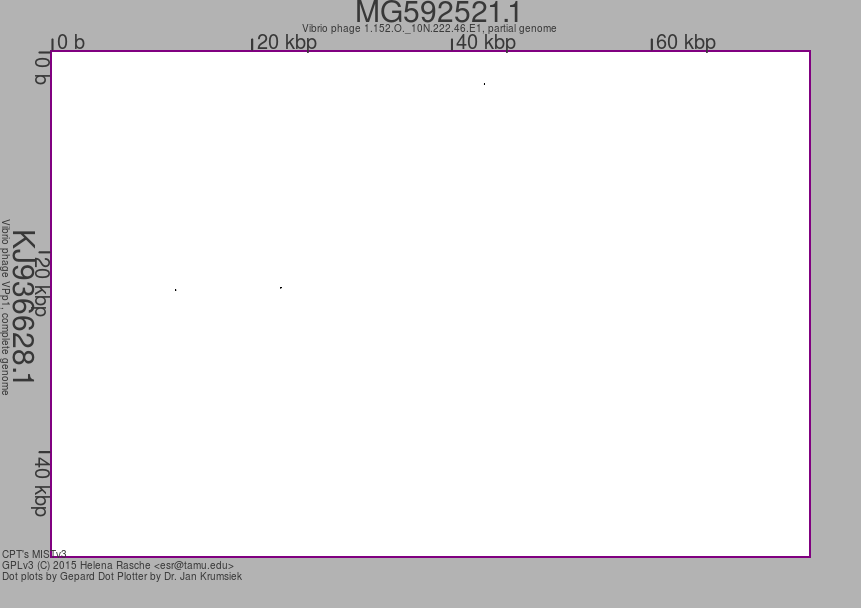 MG592521.1
Vibrio phage 1.152.O._10N.222.46.E1, partial genome
0 b
20 kbp
40 kbp
60 kbp
0 b
20 kbp
40 kbp
KJ936628.1
Vibrio phage VPp1, complete genome
CPT's MISTv3
GPLv3 (C) 2015 Helena Rasche <esr@tamu.edu>
Dot plots by Gepard Dot Plotter by Dr. Jan Krumsiek